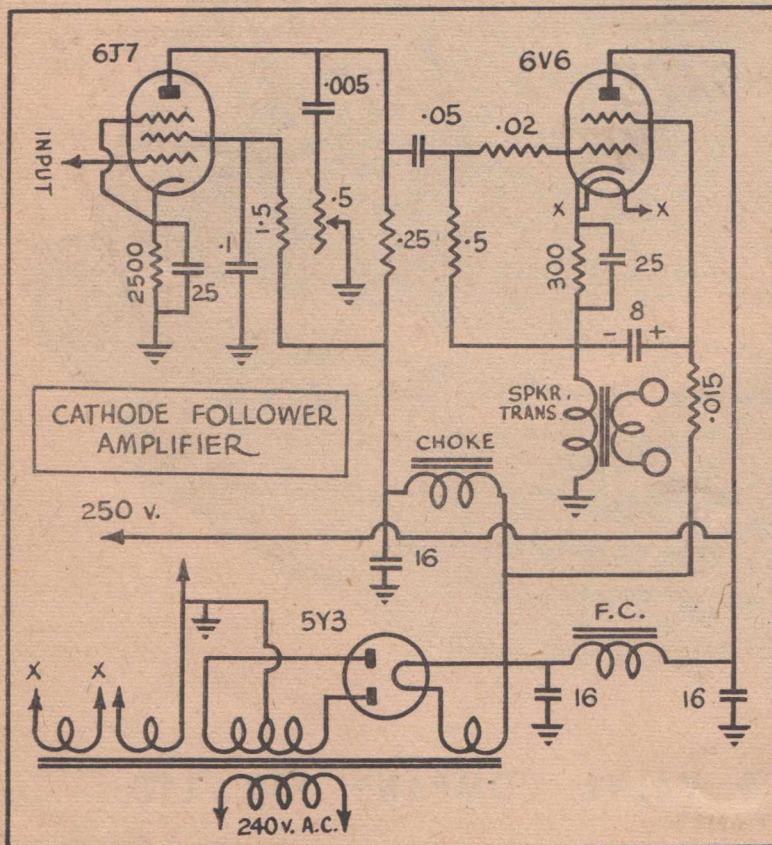 6J7
6V6
.005
.05
.02
INPUT
.5
X
X
2500
25
.1
1.5
.25
.5
300
25
8
- +
CATHODE FOLLOWER
AMPLIFIER
SPKR.
TRANS.
.015
CHOKE
250 v.
16
5Y3
F.C.
X
X
16
16
240 v. A.C.